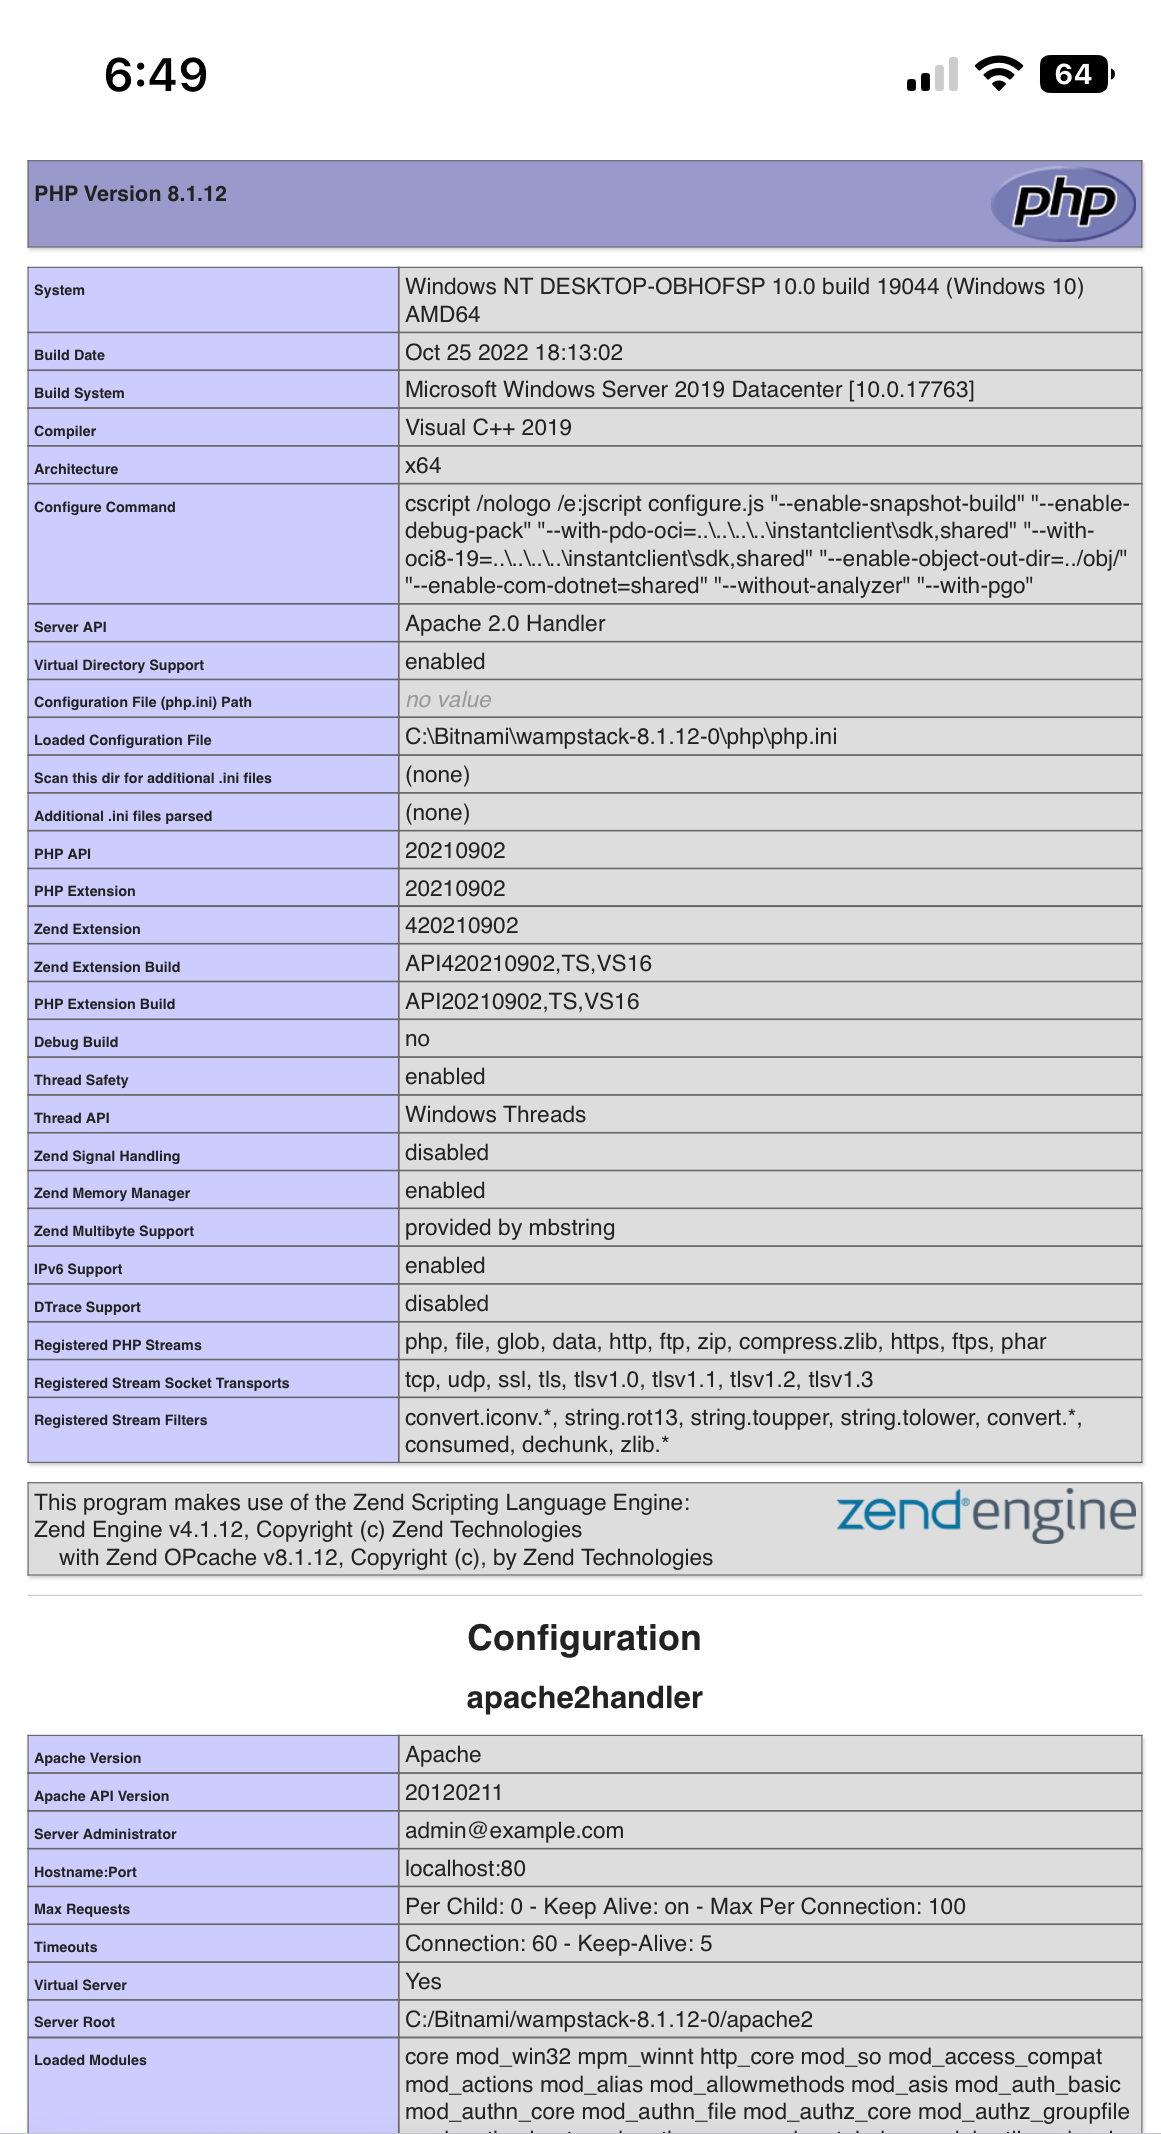 6:49
64
PHP Version 8.1.12
php
System
Windows NT DESKTOP-OBHOFSP 10.0 build 19044 (Windows 10)
AMD64
Build Date
Oct 25 2022 18:13:02
Build System
Microsoft Windows Server 2019 Datacenter [10.0.17763]
Compiler
Visual C++ 2019
Architecture
x64
Configure Command
cscript /nologo /e:jscript configure.js "--enable-snapshot-build" "--enable-
debug-pack" "--with-pdo-oci=..\..\..\..\instantclient\sdk,shared" "--with-
oci8-19=..\..\..\..\instantclient\sdk,shared" "--enable-object-out-dir=../obj/"
"--enable-com-dotnet=shared" "--without-analyzer" "--with-pgo"
Server API
Apache 2.0 Handler
Virtual Directory Support
enabled
Configuration File (php.ini) Path
no value
Loaded Configuration File
C:\Bitnami\wampstack-8.1.12-0\php\php.ini
Scan this dir for additional .ini files
(none)
Additional .ini files parsed
(none)
PHP API
20210902
PHP Extension
20210902
Zend Extension
420210902
Zend Extension Build
API420210902,TS,VS16
PHP Extension Build
API20210902,TS,VS16
Debug Build
no
Thread Safety
enabled
Thread API
Windows Threads
Zend Signal Handling
disabled
Zend Memory Manager
enabled
Zend Multibyte Support
provided by mbstring
IPv6 Support
enabled
DTrace Support
disabled
Registered PHP Streams
php, file, glob, data, http, ftp, zip, compress.zlib, https, ftps, phar
Registered Stream Socket Transports
tcp, udp, ssl, tls, tlsv1.0, tlsv1.1, tlsv1.2, tlsv1.3
Registered Stream Filters
convert.iconv.*, string.rot13, string.toupper, string.tolower, convert.*,
consumed, dechunk, zlib.*
This program makes use of the Zend Scripting Language Engine:
Zend Engine v4.1.12, Copyright (c) Zend Technologies
with Zend OPcache v8.1.12, Copyright (c), by Zend Technologies
zend® engine
Configuration
apache2handler
Apache Version
Apache
Apache API Version
20120211
Server Administrator
admin@example.com
Hostname:Port
localhost:80
Max Requests
Per Child: 0 - Keep Alive: on - Max Per Connection: 100
Timeouts
Connection: 60 - Keep-Alive: 5
Virtual Server
Yes
Server Root
C:/Bitnami/wampstack-8.1.12-0/apache2
Loaded Modules
core mod_win32 mpm_winnt http_core mod_so mod_access_compat
mod_actions mod_alias mod_allowmethods mod_asis mod_auth_basic
mod_authn_core mod_authn_file mod_authz_core mod_authz_groupfile